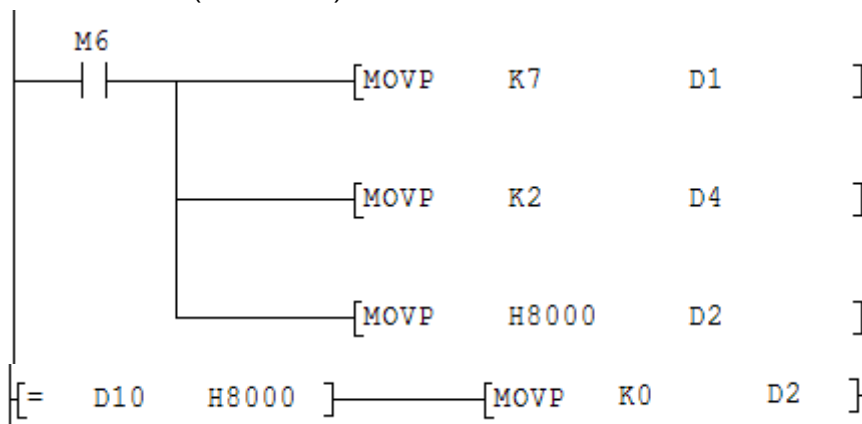 M6
[MOVP K7 D1 ]
[MOVP K2 D4 ]
[MOVP H8000 D2 ]
[= D10 H8000 ] [MOVP K0 D2 ]